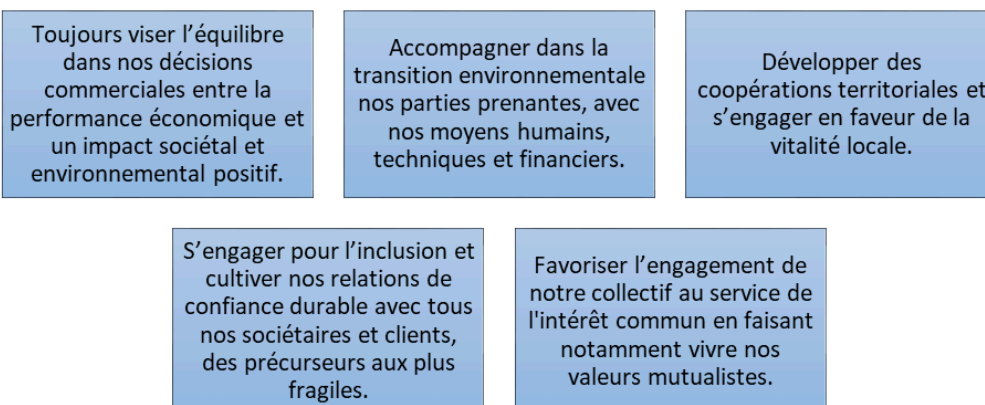 Toujours viser l’équilibre
dans nos décisions
commerciales entre la
performance économique et
un impact sociétal et
environnemental positif.
Accompagner dans la
transition environnementale
nos parties prenantes, avec
nos moyens humains,
techniques et financiers.
Développer des
coopérations territoriales et
s’engager en faveur de la
vitalité locale.
S’engager pour l’inclusion et
cultiver nos relations de
confiance durable avec tous
nos sociétaires et clients,
des précurseurs aux plus
fragiles.
Favoriser l’engagement de
notre collectif au service de
l'intérêt commun en faisant
notamment vivre nos
valeurs mutualistes.